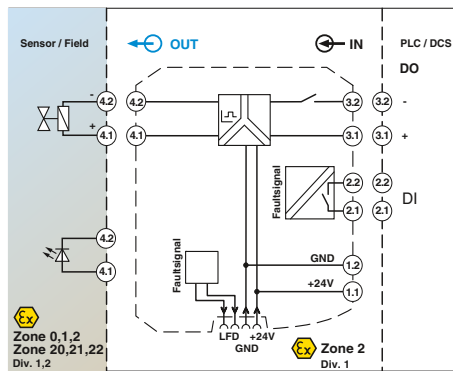 Sensor / Field
OUT
IN
PLC / DCS
DO
-
4.2
4.2
3.2
3.2
-
+
4.1
4.1
3.1
3.1
+
Faultsignal
2.2
2.2
DI
2.1
2.1
4.2
4.1
Faultsignal
GND
1.2
+24V
1.1
LFD
+24V
GND
Ex
Zone 0,1,2
Zone 20,21,22
Div. 1,2
Ex
Zone 2
Div. 1